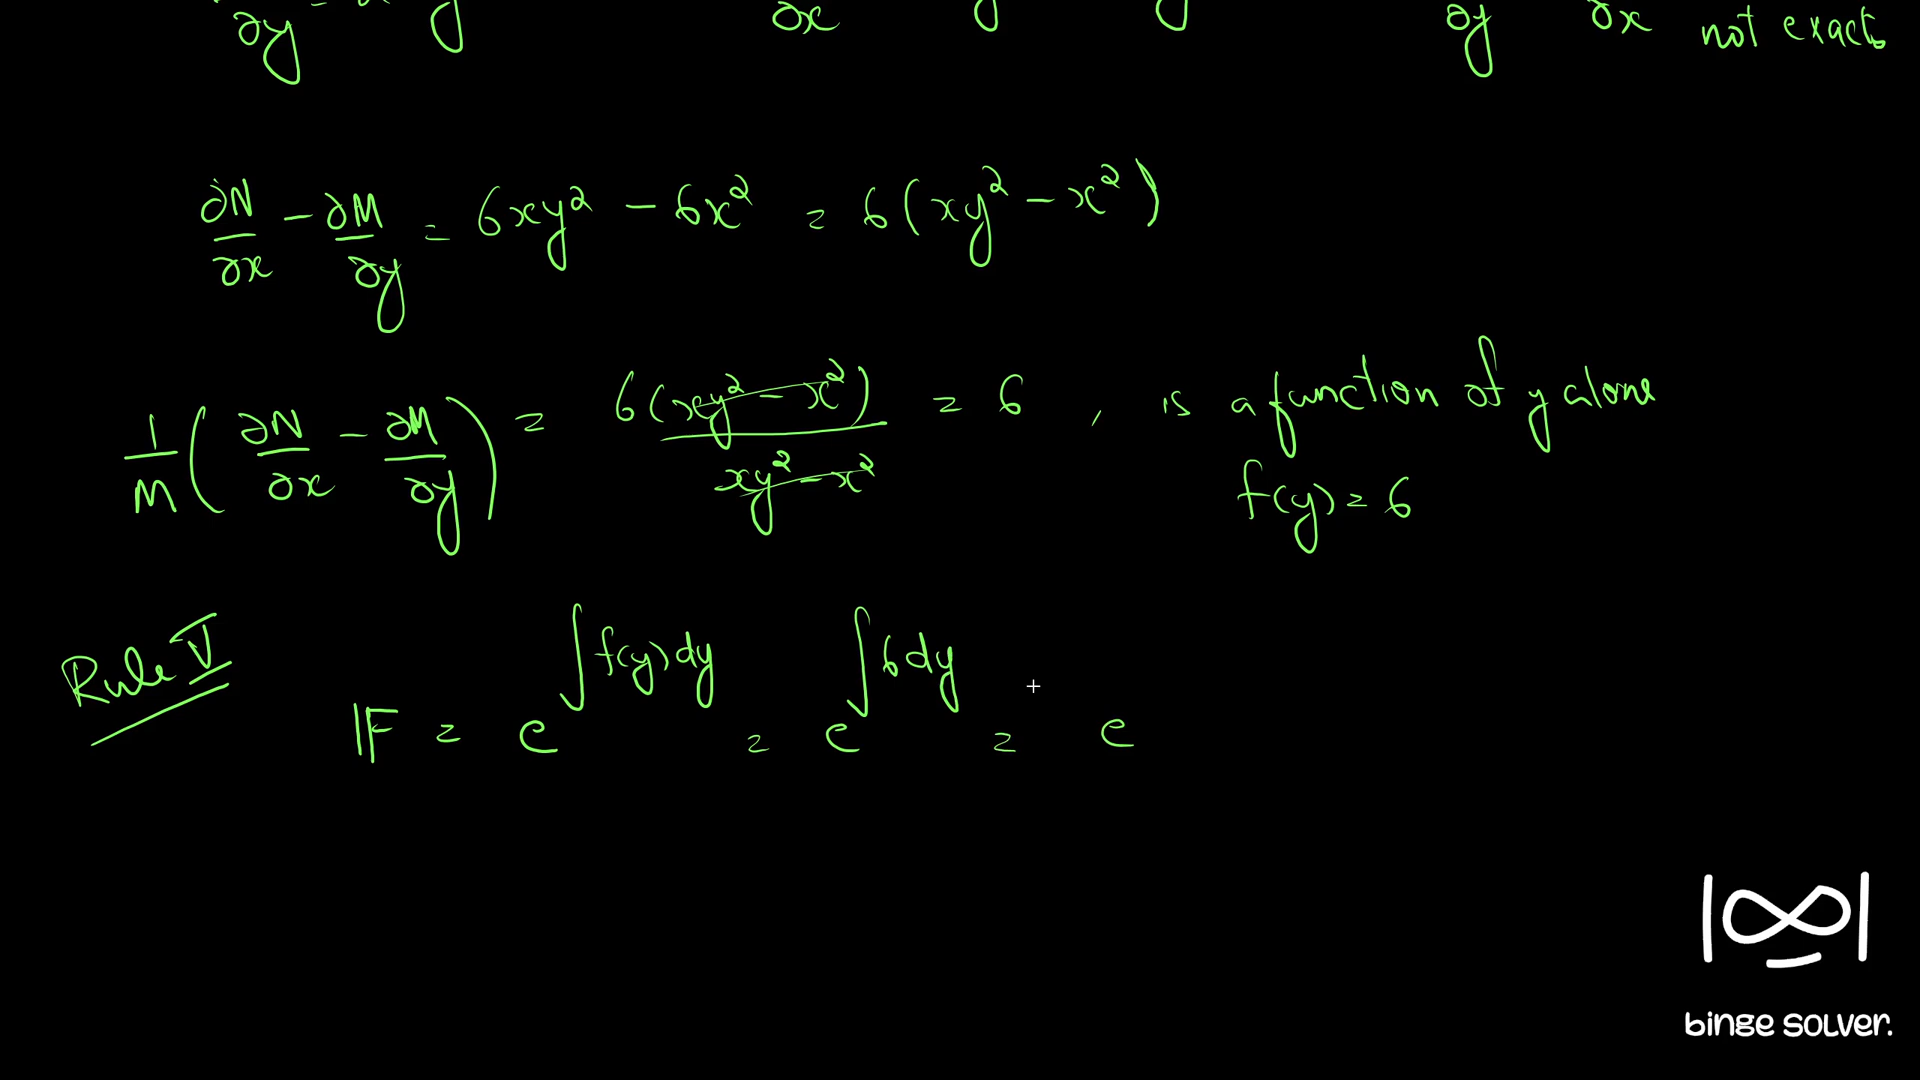 ∂y ∂x ∂y ∂x not exact
∂N/∂x - ∂M/∂y = 6xy² - 6x² = 6(xy² - x²)
1/M (∂N/∂x - ∂M/∂y) = 6(xy² - x²)/(xy² - x²) = 6 , is a function of y alone
f(y) = 6
Rule V
IF = e^∫f(y)dy = e^∫6dy = e
binge solver.